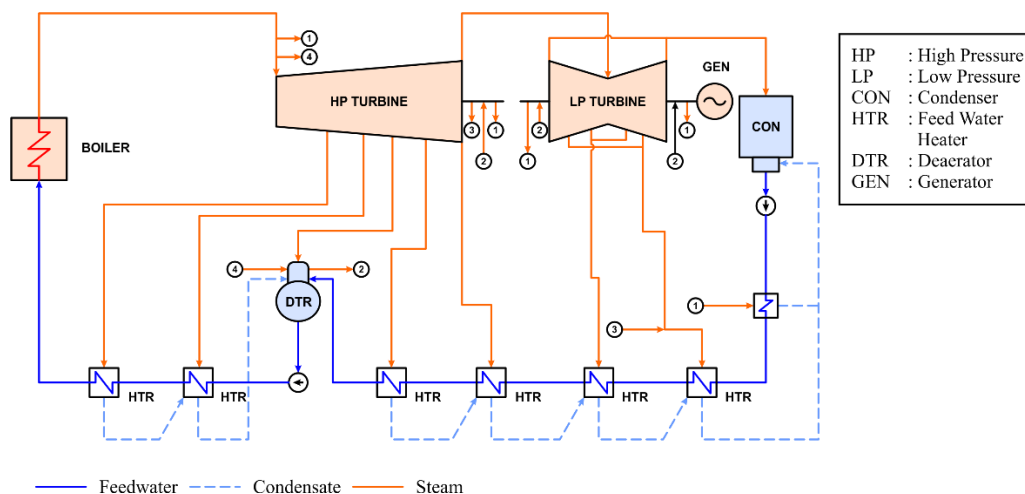 1
4
HP TURBINE
3
1
2
2
1
LP TURBINE
GEN
1
2
CON
BOILER
HP : High Pressure
LP : Low Pressure
CON : Condenser
HTR : Feed Water
Heater
DTR : Deaerator
GEN : Generator
4
2
DTR
1
3
HTR
HTR
HTR
HTR
HTR
HTR
Feedwater
Condensate
Steam